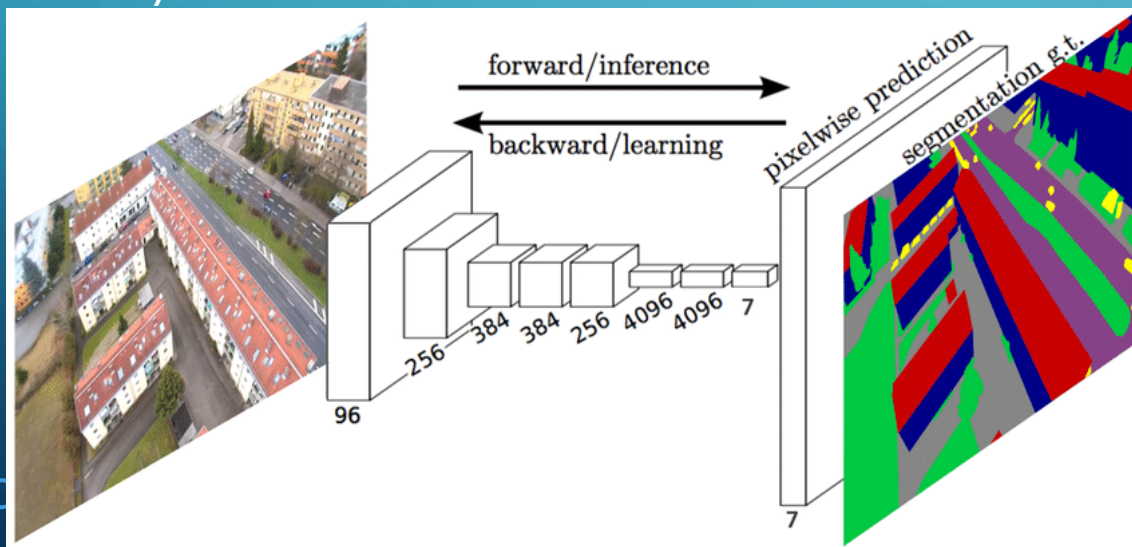 forward/inference
backward/learning
pixelwise prediction
segmentation g.t.
96
256
384
384
256
4096
4096
7
7